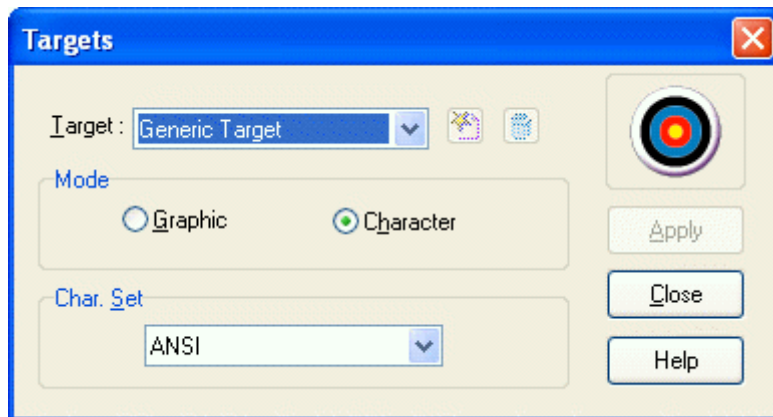 Targets
Target : Generic Target
Mode
Graphic Character
Apply
Char. Set
Close
ANSI
Help